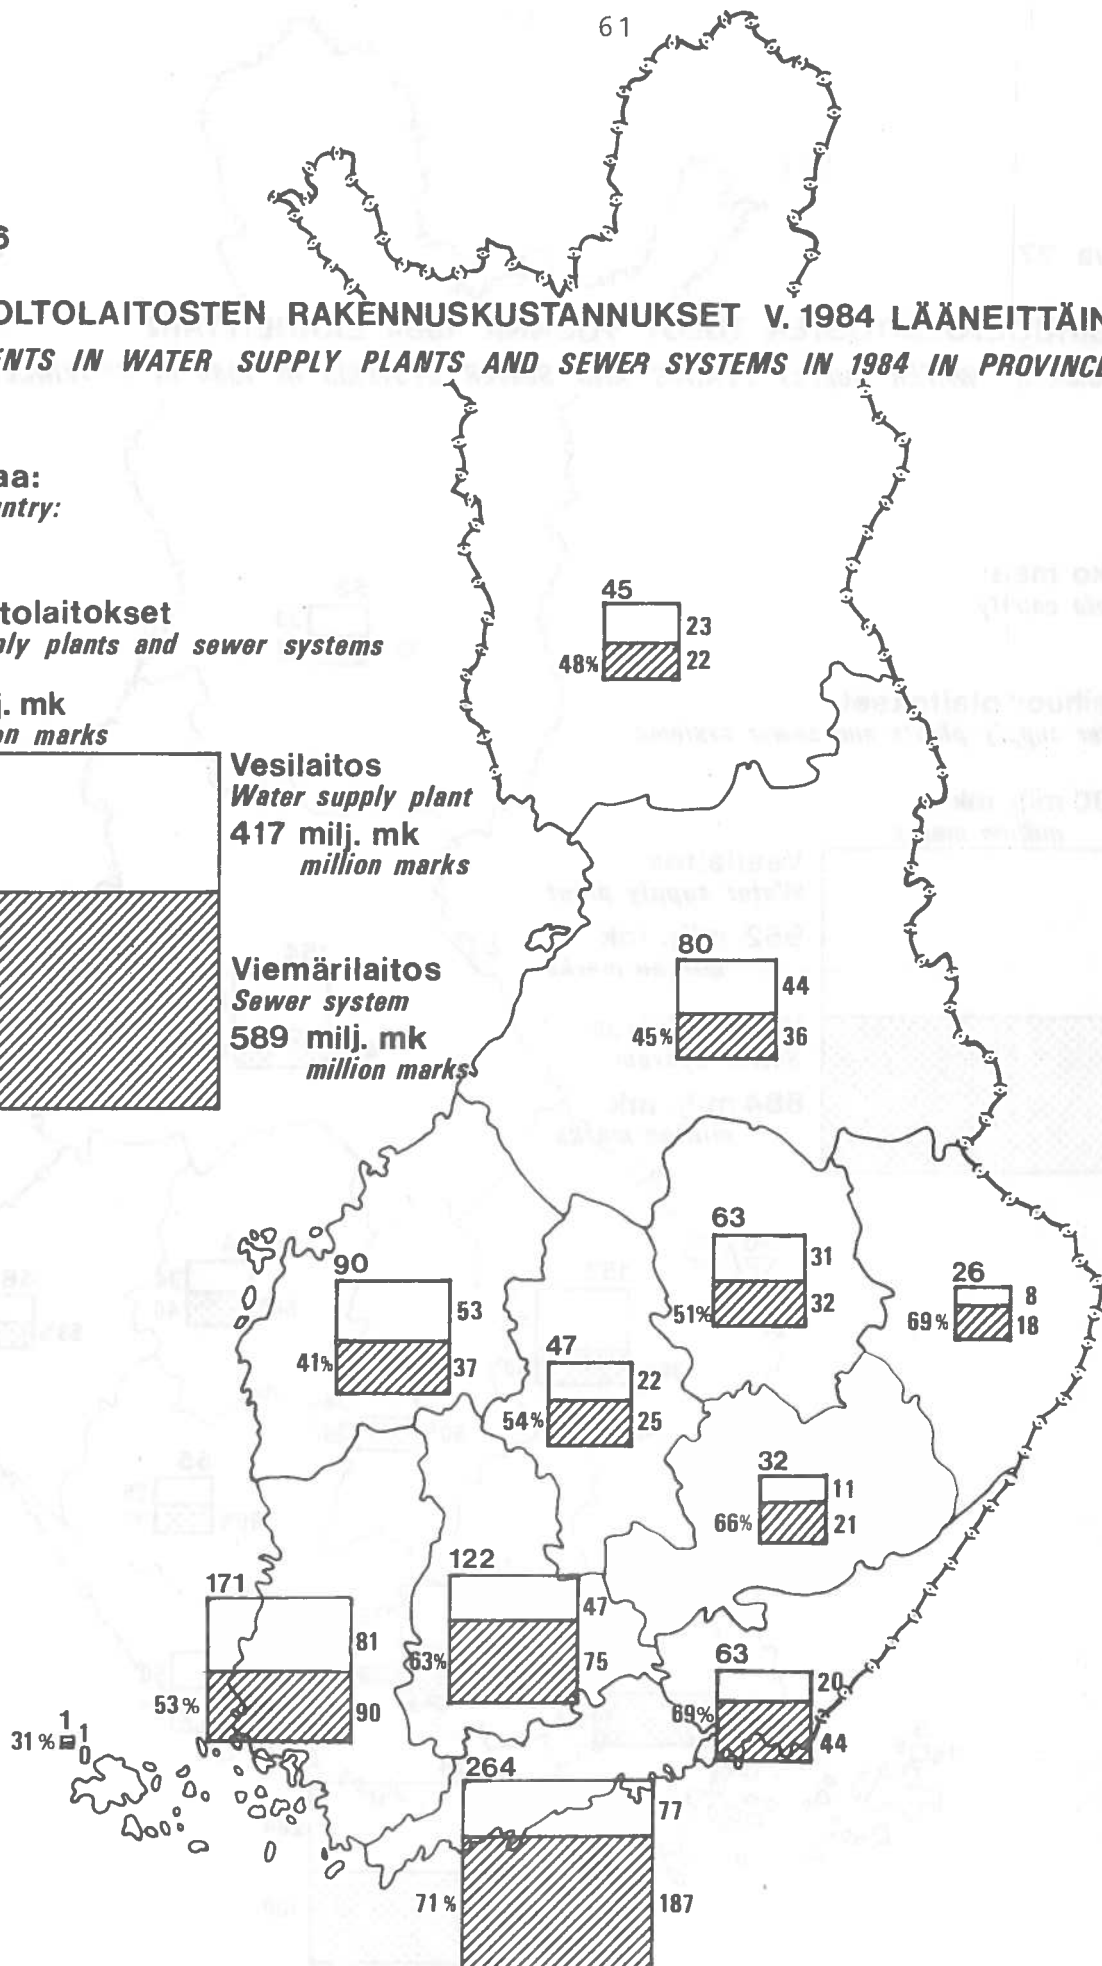 61
6
OLTOLAITOSTEN RAKENNUSKUSTANNUKSET V. 1984 LÄÄNEITTÄIN
ENTS IN WATER SUPPLY PLANTS AND SEWER SYSTEMS IN 1984 IN PROVINCE
aa:
untry:
tolaitokset
ply plants and sewer systems
j. mk
on marks
Vesilaitos
Water supply plant
417 milj. mk
million marks
Viemärilaitos
Sewer system
589 milj. mk
million marks
45
23
48% 22
80
44
45% 36
63
31
51% 32
26
8
69% 18
90
53
41% 37
47
22
54% 25
32
11
66% 21
171
81
53% 90
122
47
63% 75
63
20
69% 44
1
31% 1
0
264
77
71% 187